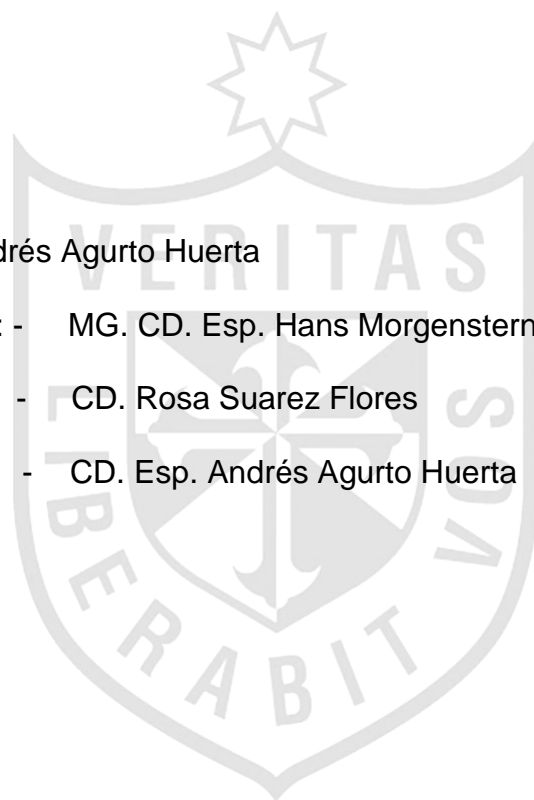 VERITAS
drés Agurto Huerta
: - MG. CD. Esp. Hans Morgenstern
- CD. Rosa Suarez Flores
- CD. Esp. Andrés Agurto Huerta
LIBERABIT VOS